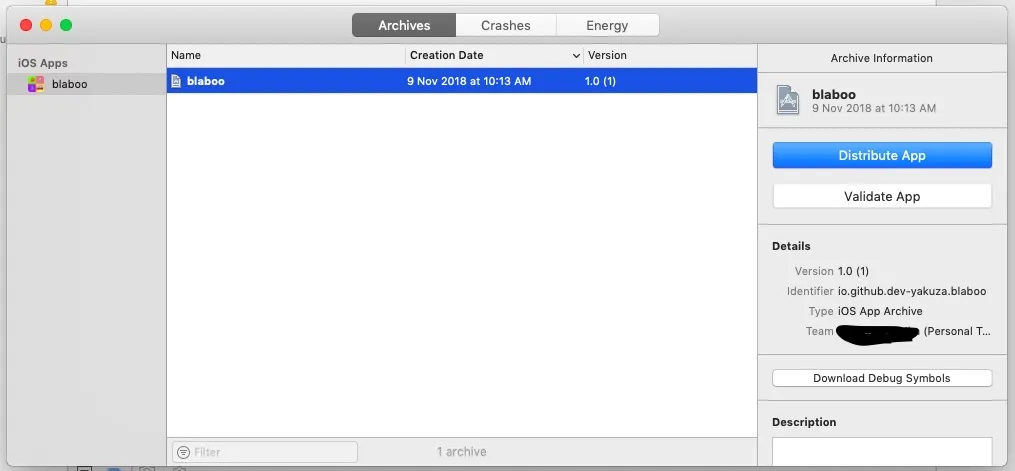 Archives Crashes Energy
iOS Apps
blaboo
Name Creation Date Version
blaboo 9 Nov 2018 at 10:13 AM 1.0 (1)
Filter
1 archive
Archive Information
blaboo
9 Nov 2018 at 10:13 AM
Distribute App
Validate App
Details
Version 1.0 (1)
Identifier io.github.dev-yakuza.blaboo
Type iOS App Archive
Team (Personal T...
Download Debug Symbols
Description